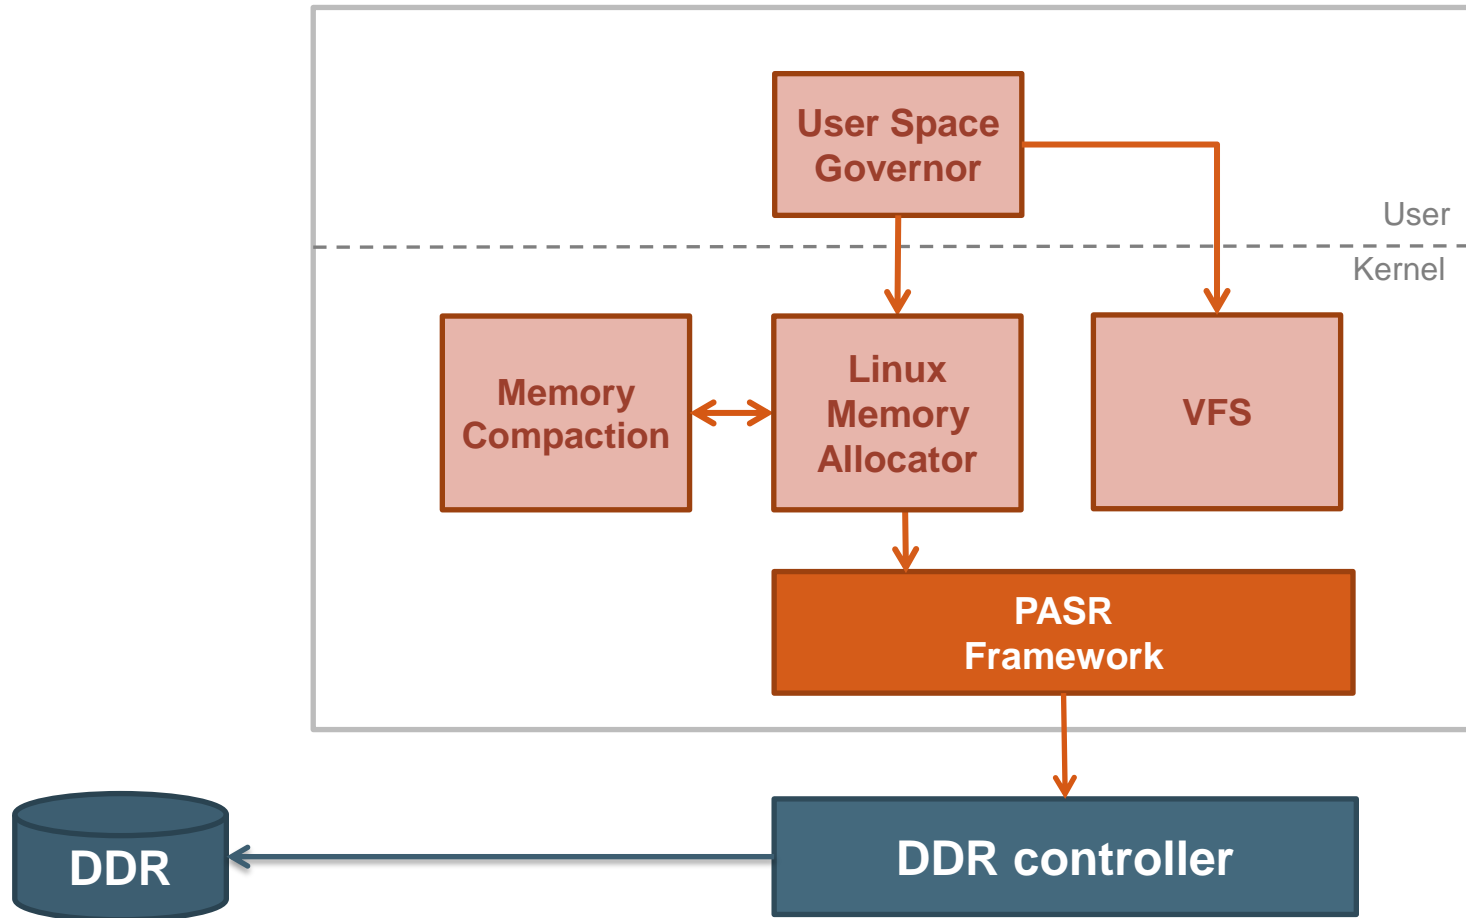 User Space
Governor
User
Kernel
Memory
Compaction
Linux
Memory
Allocator
VFS
PASR
Framework
DDR
DDR controller